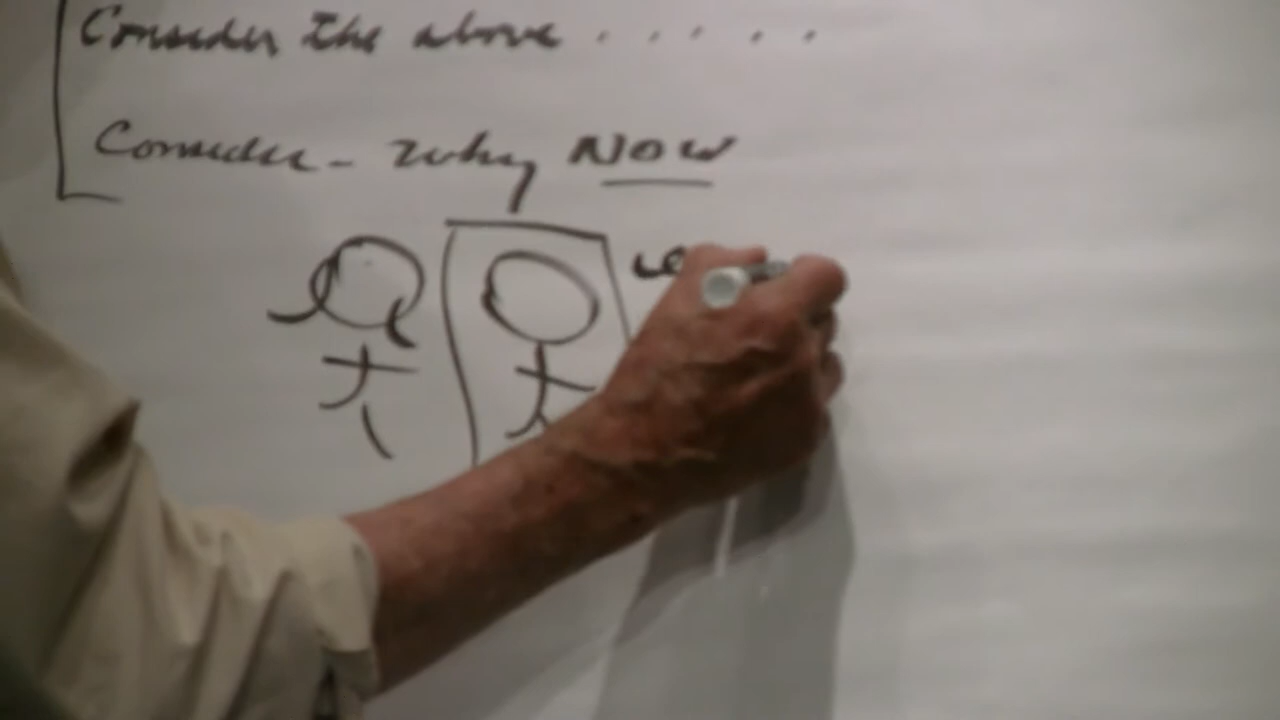 Consider the above . . . . .
Consider - why NOW